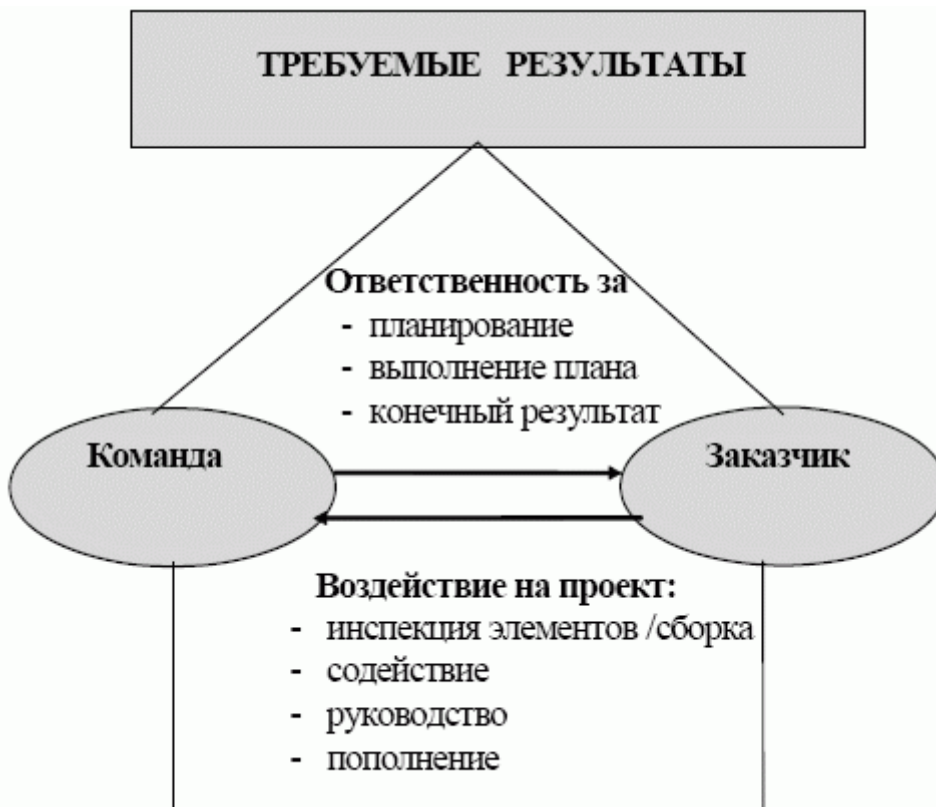 ТРЕБУЕМЫЕ РЕЗУЛЬТАТЫ
Ответственность за
- планирование
- выполнение плана
- конечный результат
Команда
Заказчик
Воздействие на проект:
- инспекция элементов /сборка
- содействие
- руководство
- пополнение